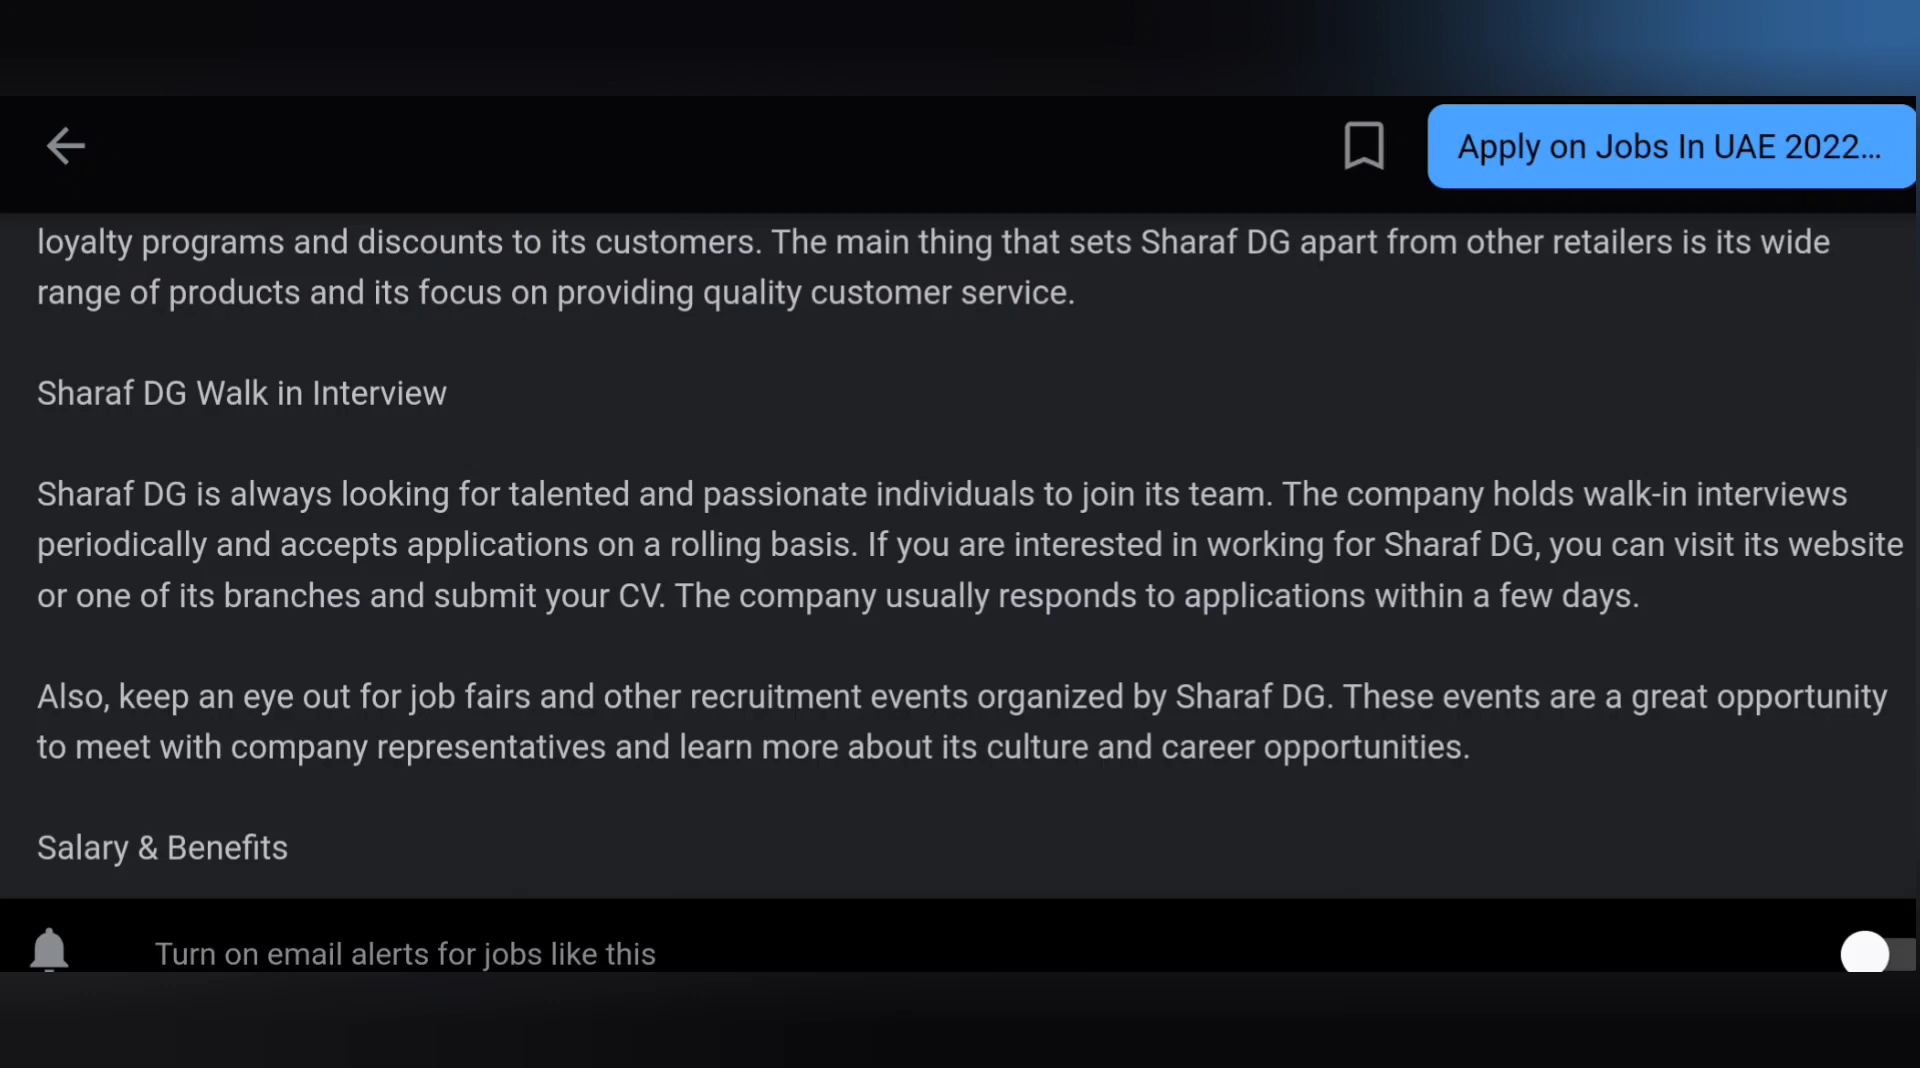 Apply on Jobs In UAE 2022...
loyalty programs and discounts to its customers. The main thing that sets Sharaf DG apart from other retailers is its wide
range of products and its focus on providing quality customer service.
Sharaf DG Walk in Interview
Sharaf DG is always looking for talented and passionate individuals to join its team. The company holds walk-in interviews
periodically and accepts applications on a rolling basis. If you are interested in working for Sharaf DG, you can visit its website
or one of its branches and submit your CV. The company usually responds to applications within a few days.
Also, keep an eye out for job fairs and other recruitment events organized by Sharaf DG. These events are a great opportunity
to meet with company representatives and learn more about its culture and career opportunities.
Salary & Benefits
Turn on email alerts for jobs like this